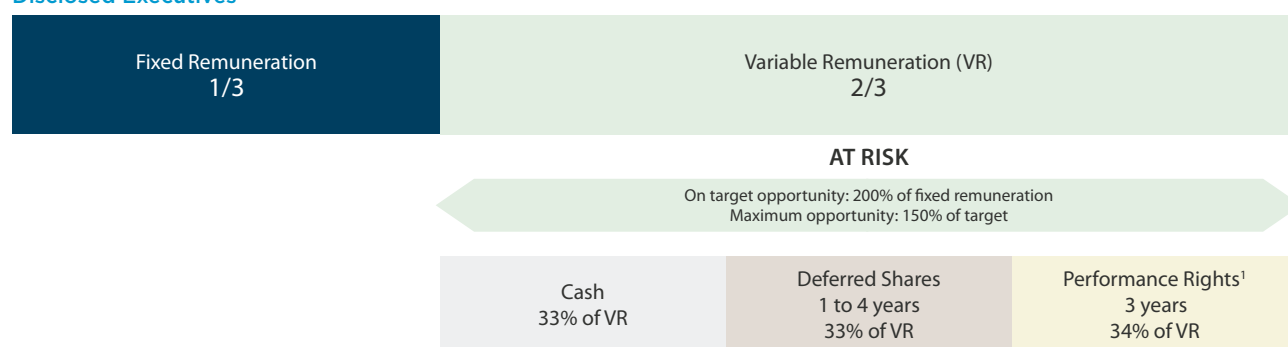 Disclosed Executives
Fixed Remuneration
1/3
Variable Remuneration (VR)
2/3
AT RISK
On target opportunity: 200% of fixed remuneration
Maximum opportunity: 150% of target
Cash
33% of VR
Deferred Shares
1 to 4 years
33% of VR
Performance Rights¹
3 years
34% of VR